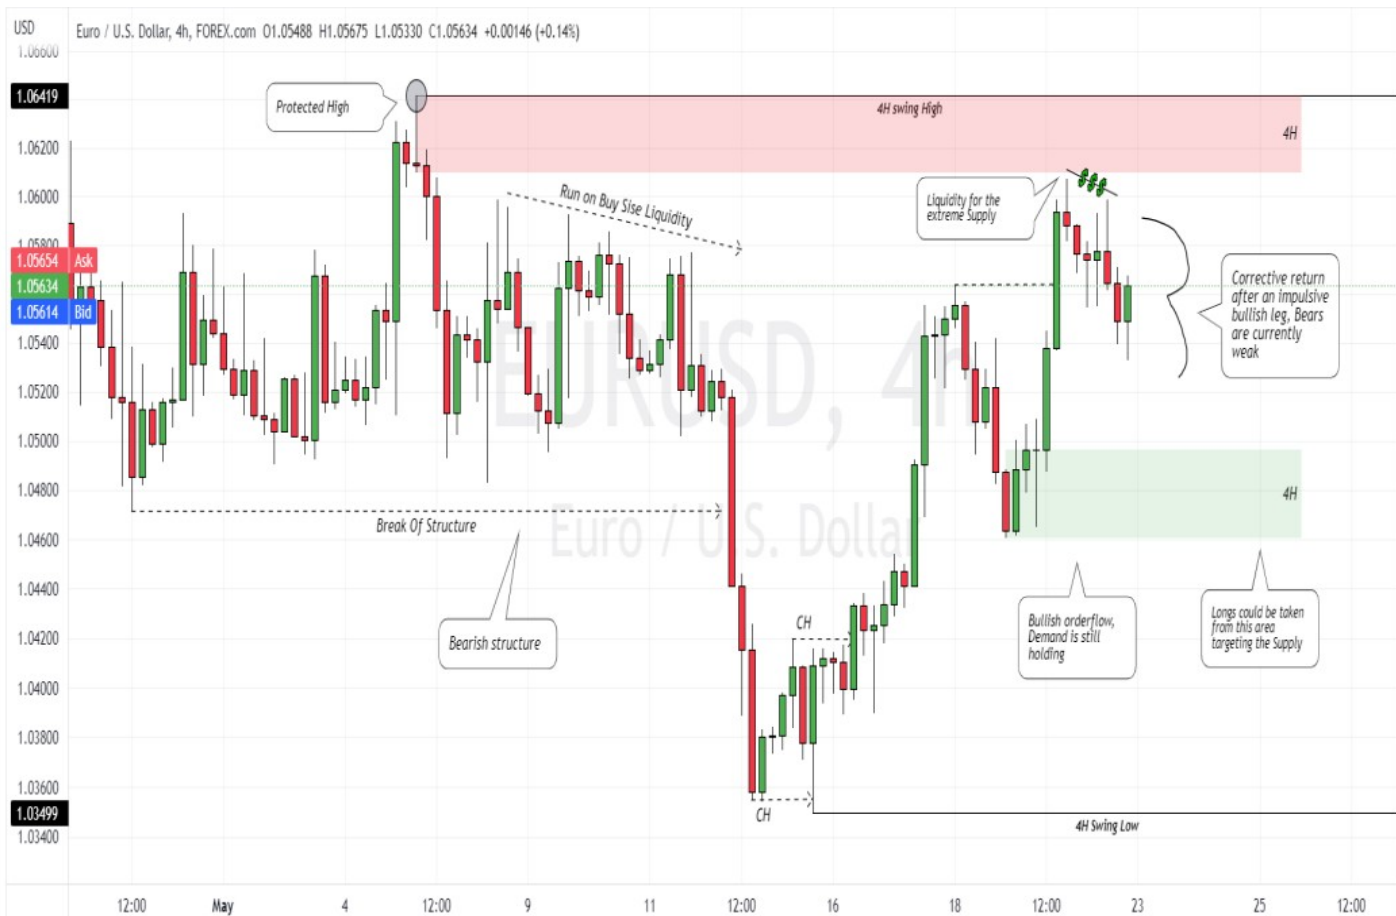 USD
Euro / U.S. Dollar, 4h, FOREX.com O1.05488 H1.05675 L1.05330 C1.05634 +0.00146 (+0.14%)
1.06600
1.06419
1.06200
1.06000
1.05800
1.05654 Ask
1.05634
1.05614 Bid
1.05400
1.05200
1.05000
1.04800
1.04600
1.04400
1.04200
1.04000
1.03800
1.03600
1.03499
1.03400
Protected High
4H swing High
4H
Run on Buy Sise Liquidity
Liquidity for the
extreme Supply
$$$
Corrective return
after an impulsive
bullish leg, Bears
are currently
weak
EURUSD, 4h
Euro / U.S. Dollar
Break Of Structure
Bearish structure
4H
CH
CH
Bullish orderflow,
Demand is still
holding
Longs could be taken
from this area
targeting the Supply
4H Swing Low
12:00 May 4 12:00 9 11 12:00 16 18 12:00 23 25 12:00